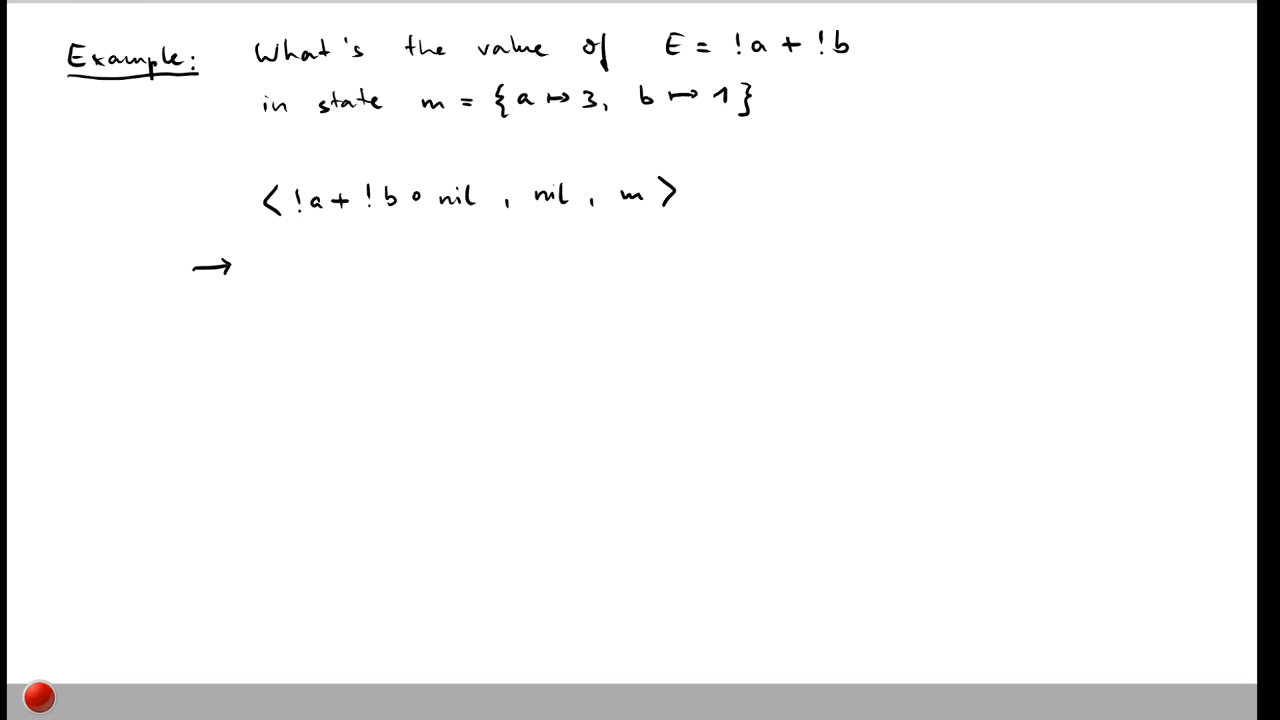 Example: What's the value of E = !a + !b
in state m = {a ↦ 3, b ↦ 1}
< !a + !b ∘ nil , nil , m >
→